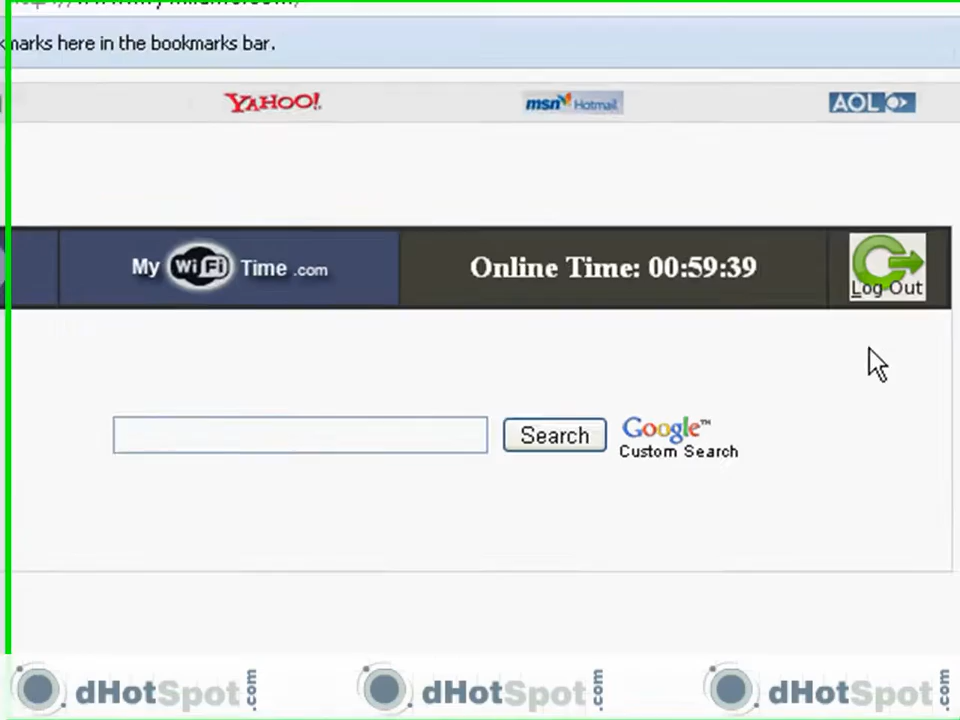 marks here in the bookmarks bar.
YAHOO! msn Hotmail AOL
My WiFi Time .com Online Time: 00:59:39 Log Out
Search Google™
Custom Search
dHotSpot.com dHotSpot.com dHotSpot.com